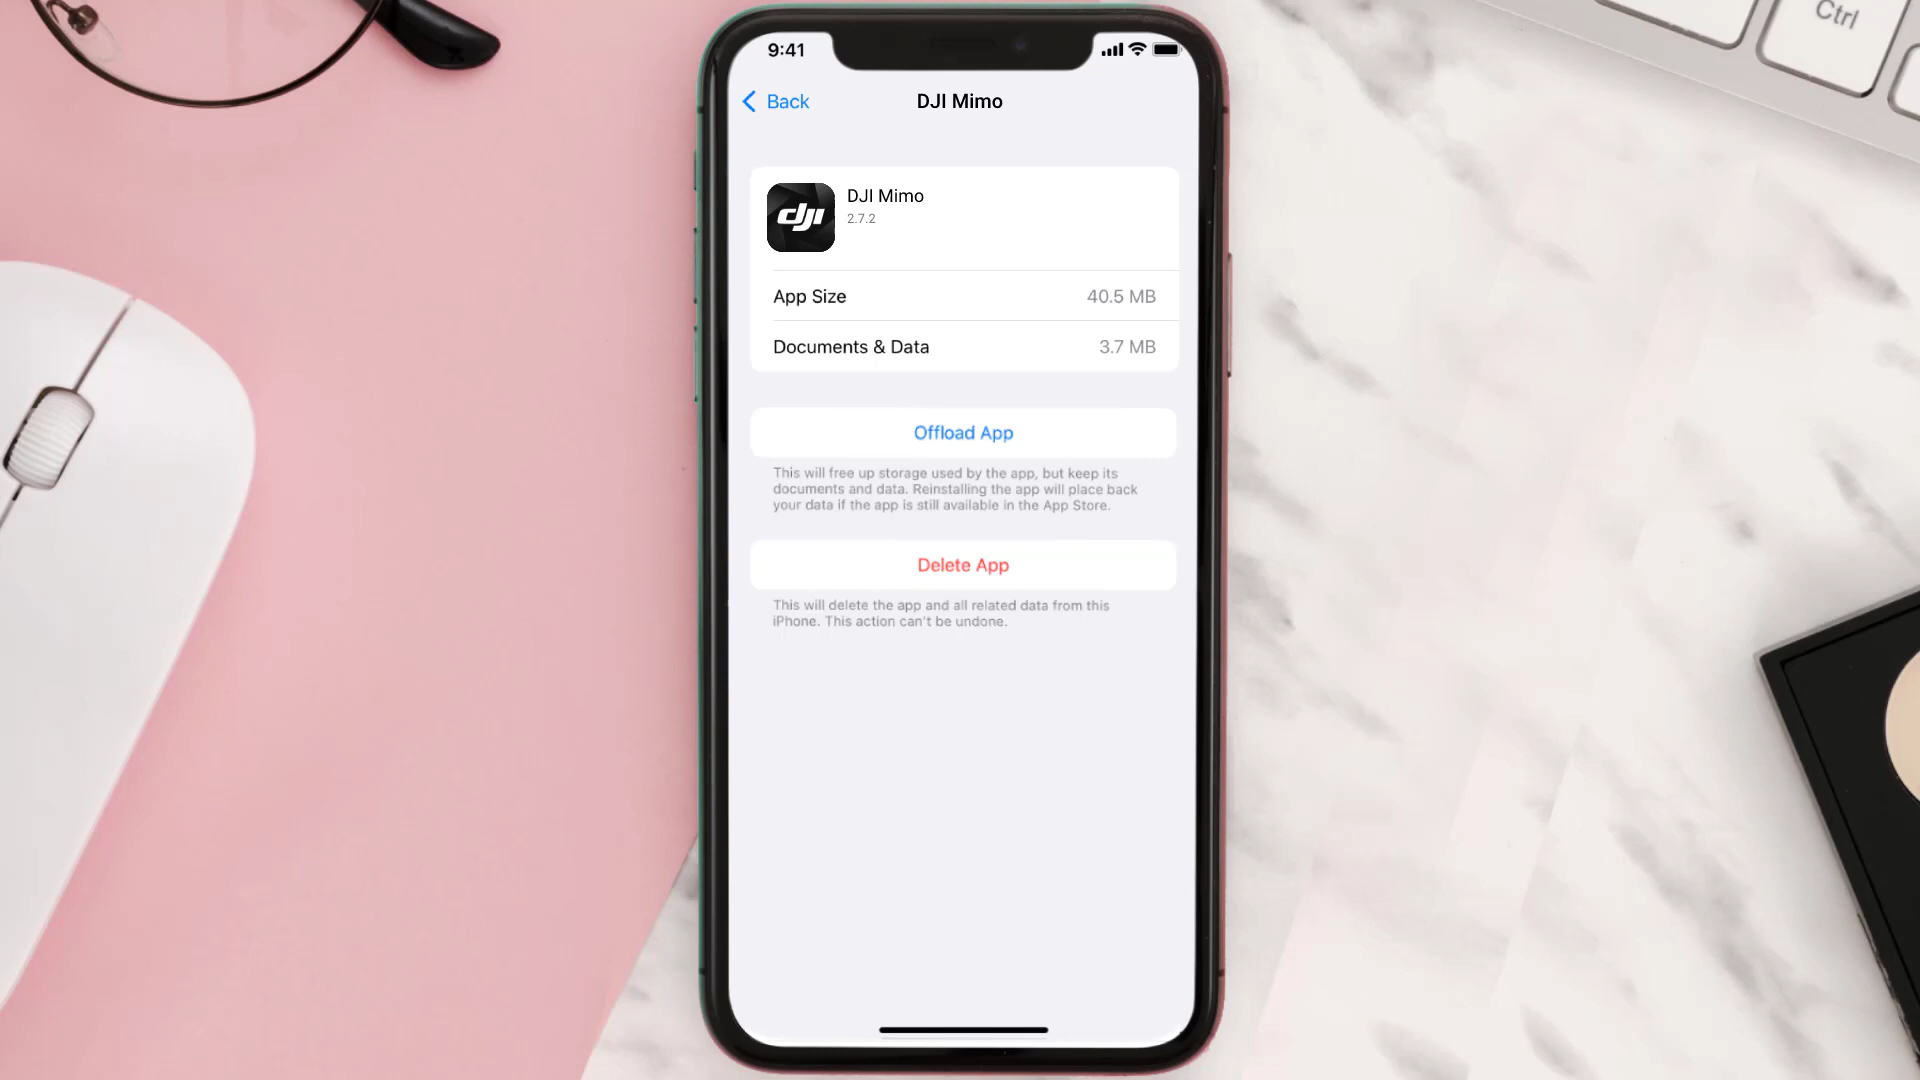 Ctrl
9:41
Back
DJI Mimo
dji
DJI Mimo
2.7.2
App Size
40.5 MB
Documents & Data
3.7 MB
Offload App
This will free up storage used by the app, but keep its
documents and data. Reinstalling the app will place back
your data if the app is still available in the App Store.
Delete App
This will delete the app and all related data from this
iPhone. This action can't be undone.